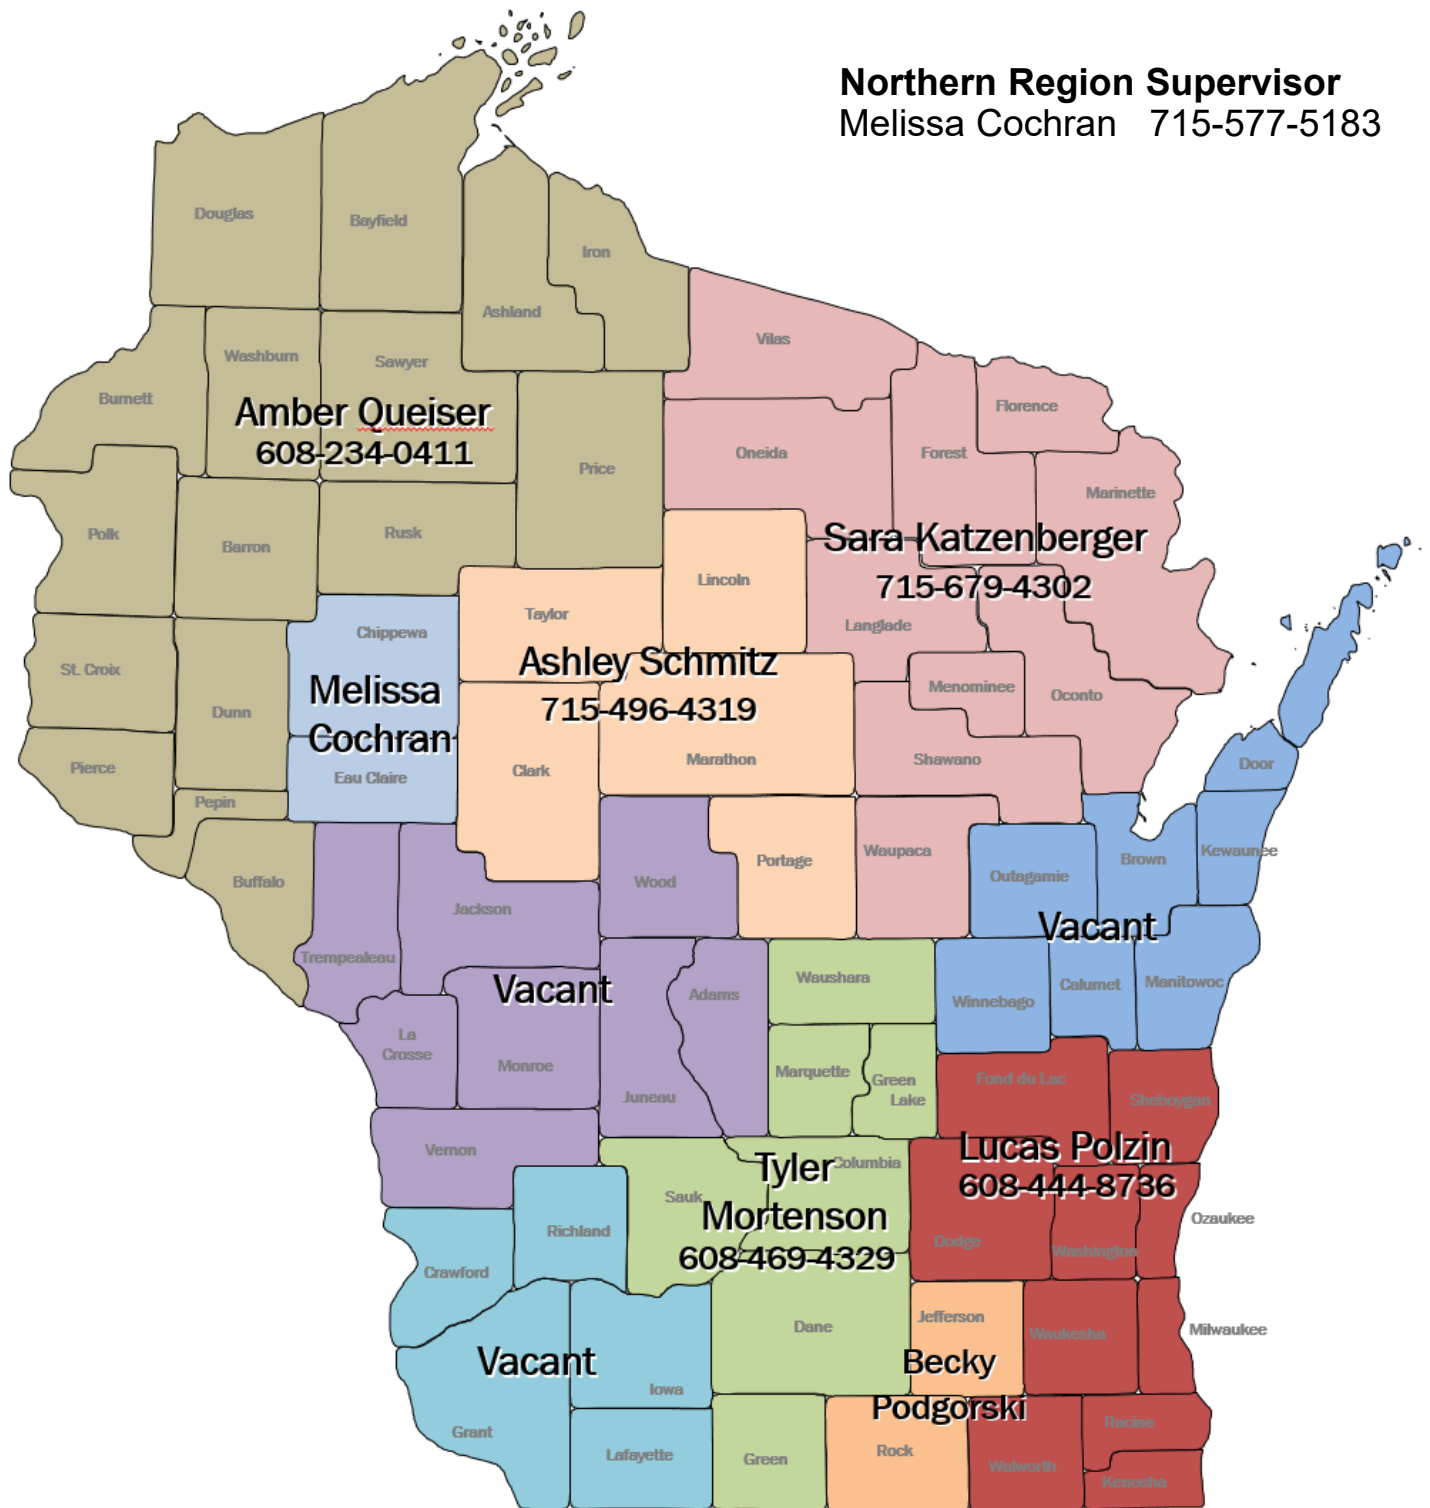 Northern Region Supervisor
Melissa Cochran 715-577-5183
Douglas
Bayfield
Iron
Ashland
Vilas
Washburn
Sawyer
Burnett
Florence
Amber Queiser
608-234-0411
Price
Oneida
Forest
Marinette
Polk
Barron
Rusk
Sara Katzenberger
715-679-4302
Lincoln
Taylor
Langlade
Chippewa
St. Croix
Ashley Schmitz
715-496-4319
Melissa
Cochran
Menominee
Oconto
Dunn
Pierce
Eau Claire
Clark
Marathon
Shawano
Door
Pepin
Buffalo
Wood
Portage
Waupaca
Outagamie
Brown
Kewaunee
Jackson
Vacant
Trempealeau
Vacant
Adams
Waushara
Winnebago
Calumet
Manitowoc
La
Crosse
Monroe
Juneau
Marquette
Green
Lake
Fond du Lac
Sheboygan
Vernon
Tyler
Mortenson
608-469-4329
Columbia
Sauk
Lucas Polzin
608-444-8736
Richland
Crawford
Dodge
Washington
Ozaukee
Dane
Jefferson
Waukesha
Milwaukee
Vacant
Becky
Podgorski
Iowa
Grant
Lafayette
Green
Rock
Walworth
Racine
Kenosha